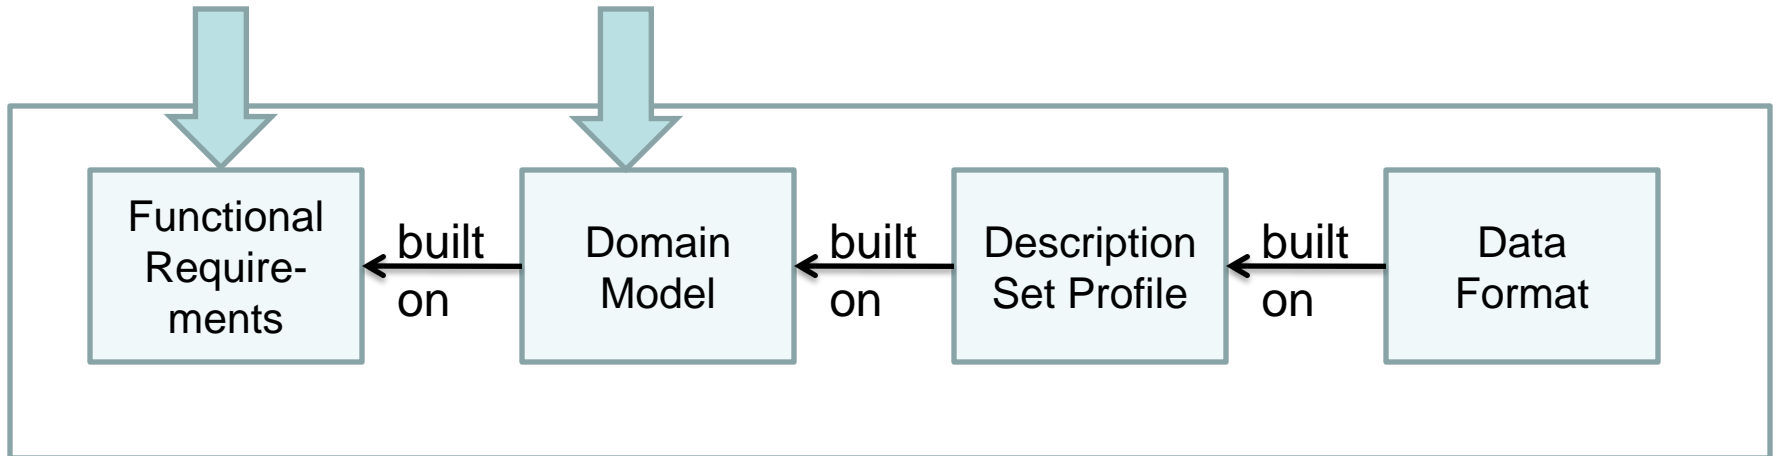 Functional
Require-
ments
built
on
Domain
Model
built
on
Description
Set Profile
built
on
Data
Format